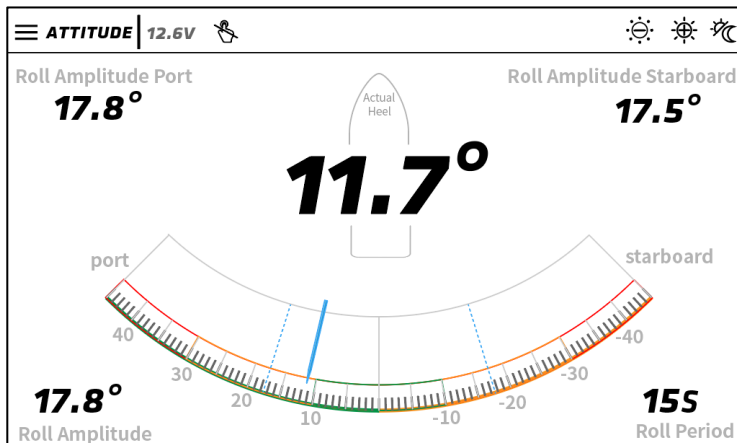 ATTITUDE 12.6V
Roll Amplitude Port
17.8°
Roll Amplitude Starboard
17.5°
Actual
Heel
11.7°
port
starboard
40
30
20
10
-10
-20
-30
-40
17.8°
Roll Amplitude
15S
Roll Period